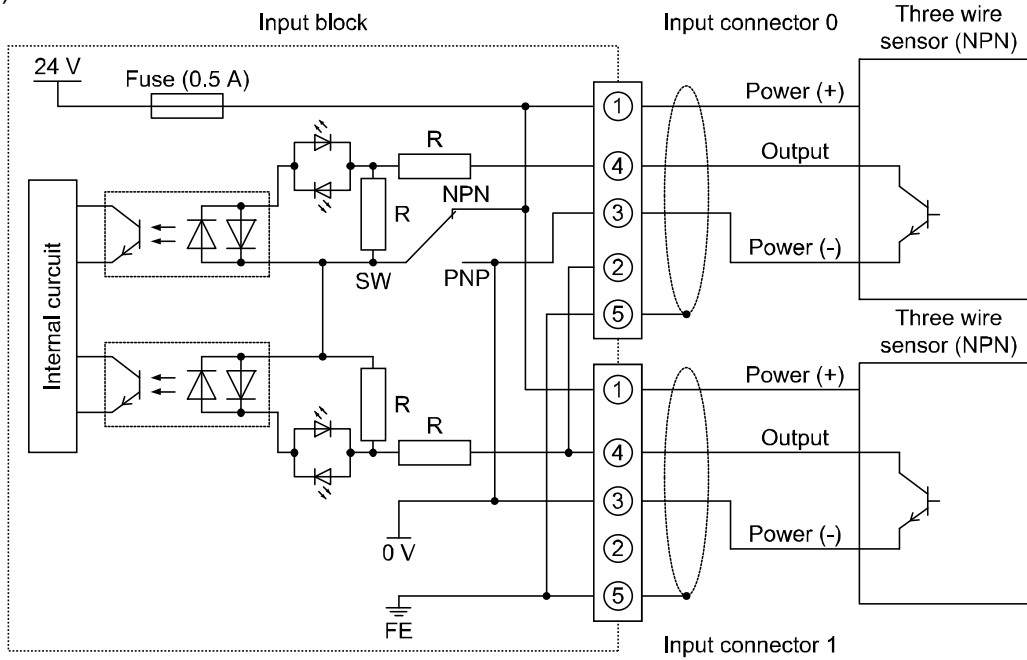 )
Input block
Input connector 0
Three wire
sensor (NPN)
24 V
Fuse (0.5 A)
1
Power (+)
R
4
Output
NPN
R
3
Power (-)
SW
PNP
2
5
Internal curcuit
Three wire
sensor (NPN)
1
Power (+)
R
R
4
Output
3
0 V
2
Power (-)
5
FE
Input connector 1